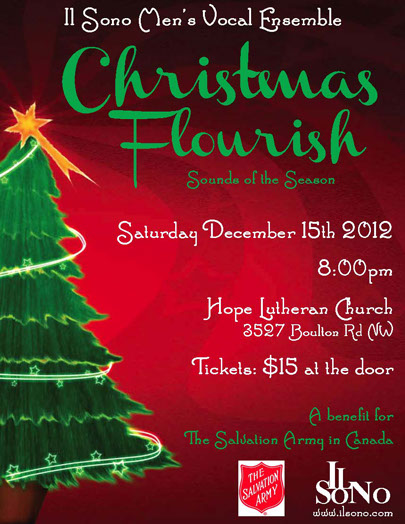 Il Sono Men's Vocal Ensemble
Christmas
Flourish
Sounds of the Season
Saturday December 15th 2012
8:00pm
Hope Lutheran Church
3527 Boulton Rd NW
Tickets: $15 at the door
A benefit for
The Salvation Army in Canada
THE
SALVATION
ARMY
IL
SONO
www.ilsono.com